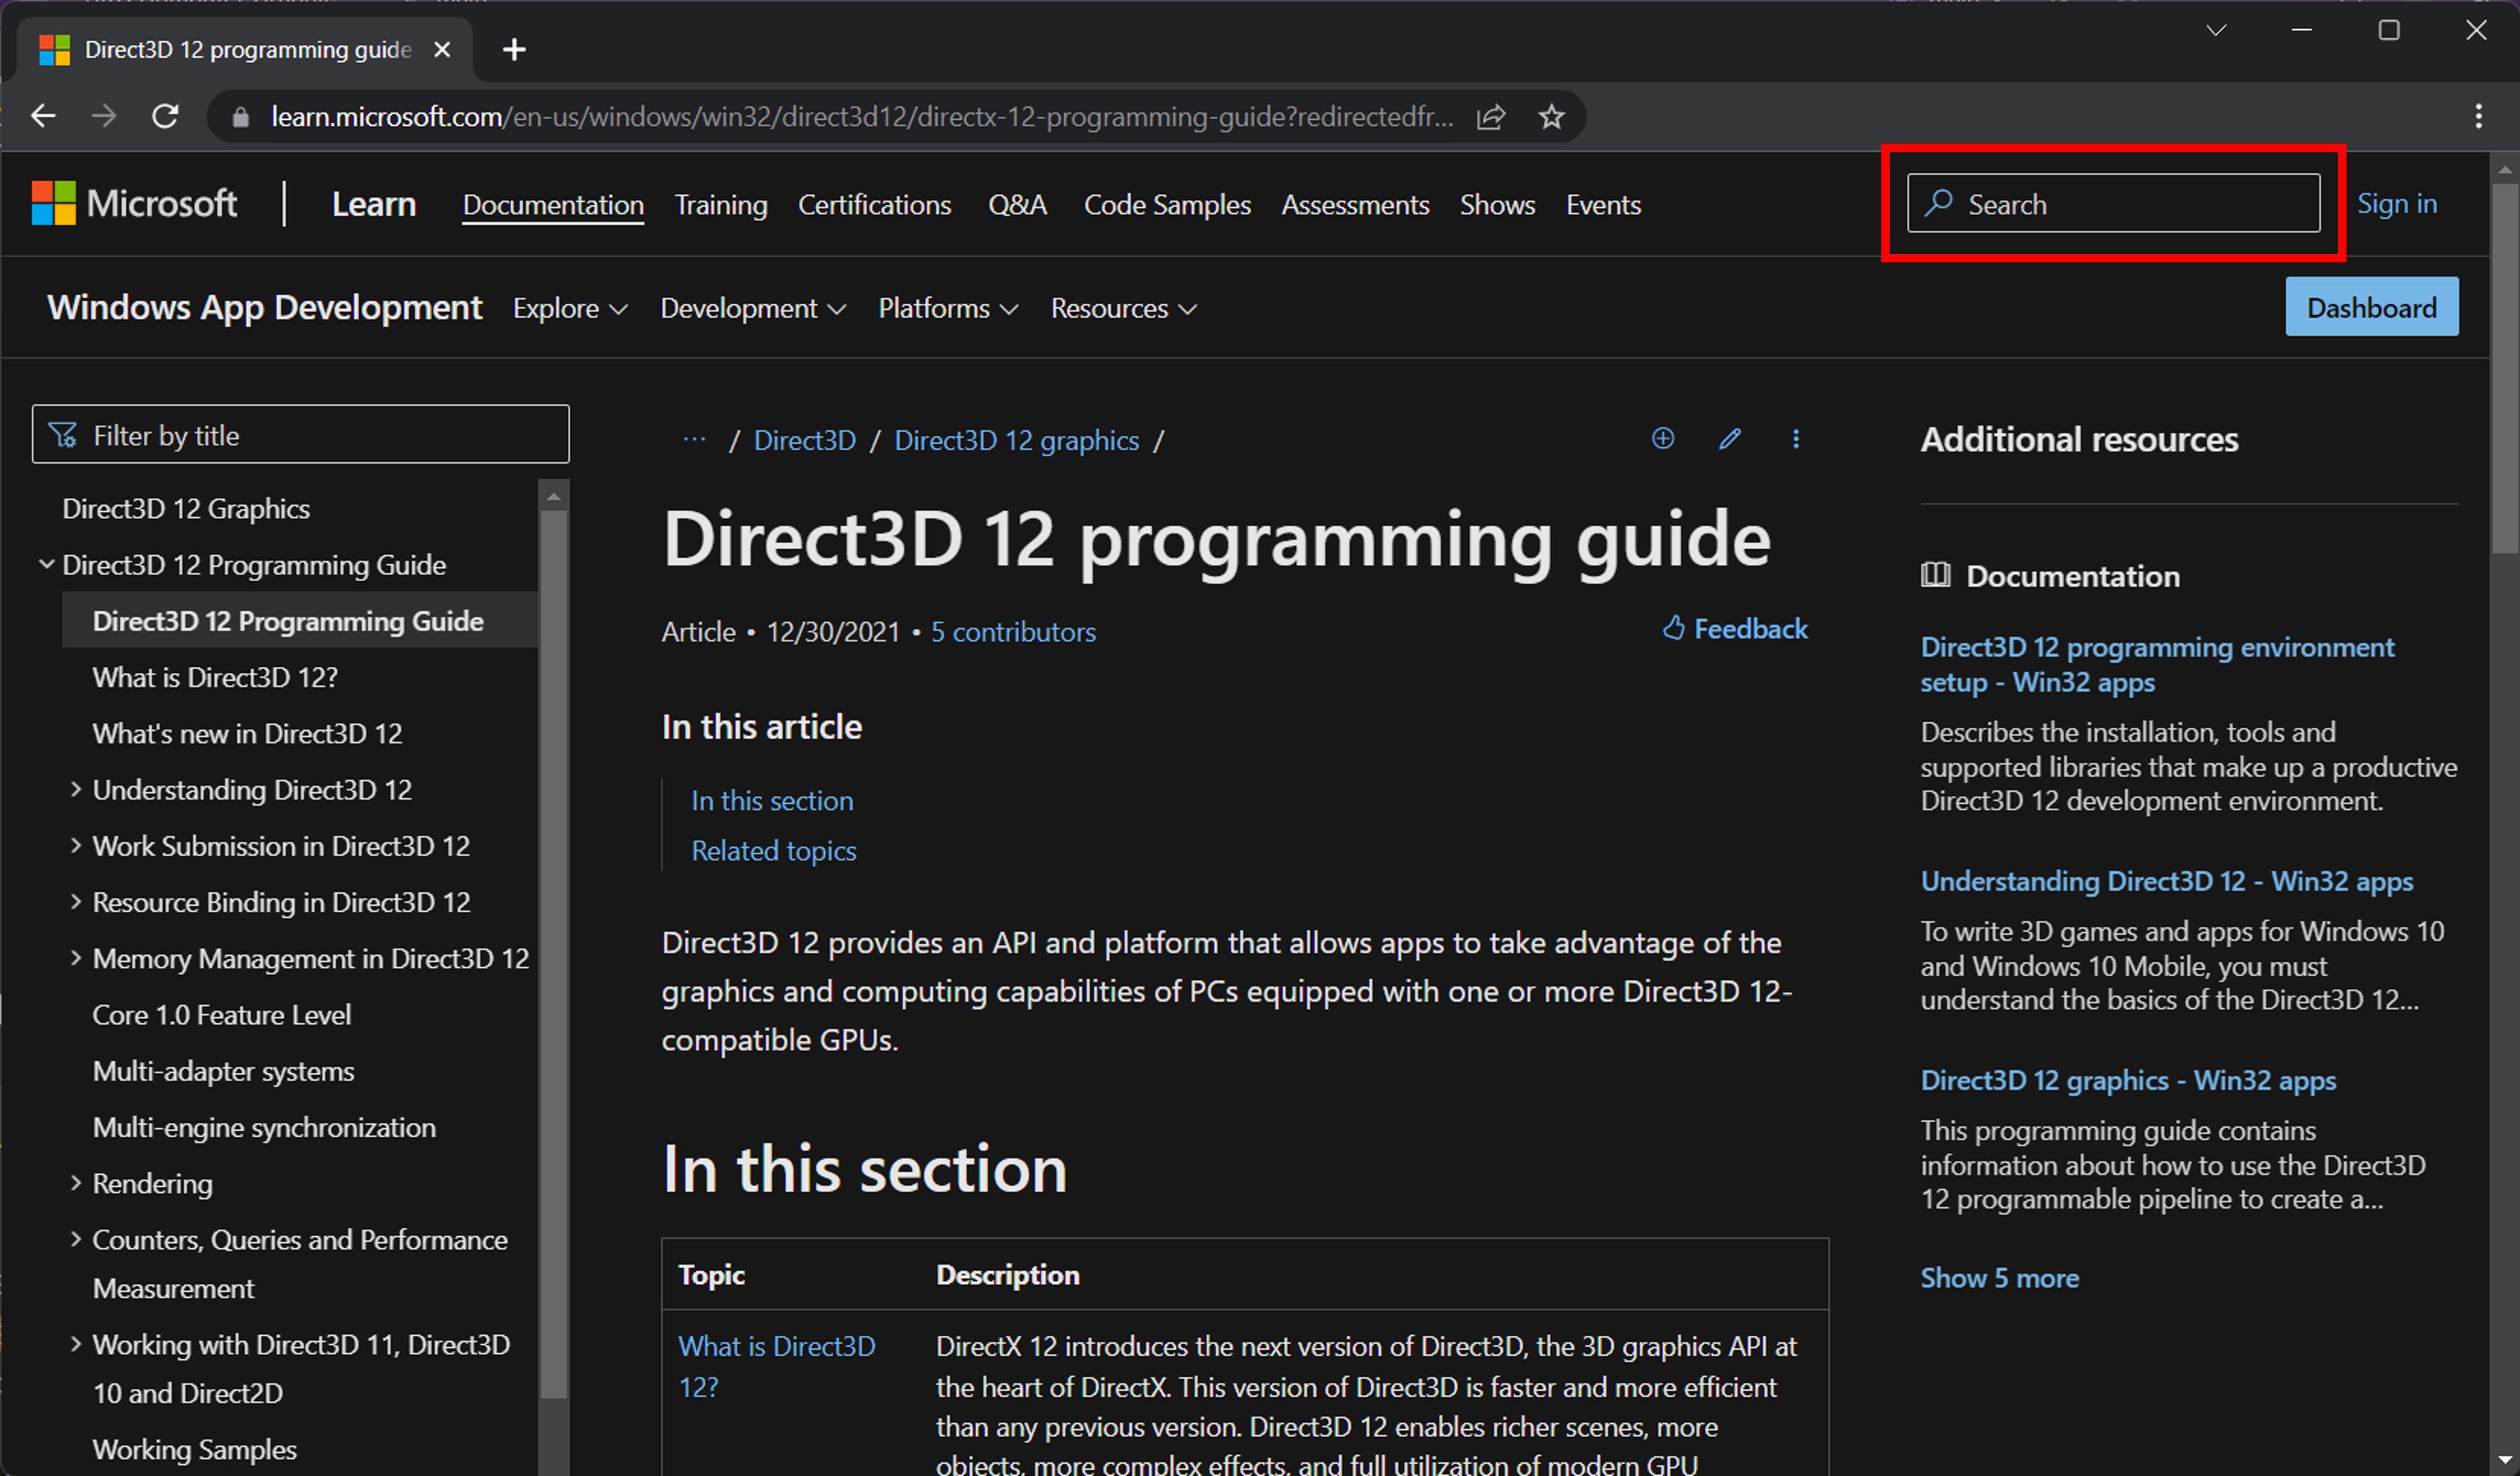 Direct3D 12 programming guide
learn.microsoft.com/en-us/windows/win32/direct3d12/directx-12-programming-guide?redirectedfr...
Microsoft
Learn
Documentation
Training
Certifications
Q&A
Code Samples
Assessments
Shows
Events
Search
Sign in
Windows App Development
Explore
Development
Platforms
Resources
Dashboard
Filter by title
Direct3D 12 Graphics
Direct3D 12 Programming Guide
Direct3D 12 Programming Guide
What is Direct3D 12?
What's new in Direct3D 12
Understanding Direct3D 12
Work Submission in Direct3D 12
Resource Binding in Direct3D 12
Memory Management in Direct3D 12
Core 1.0 Feature Level
Multi-adapter systems
Multi-engine synchronization
Rendering
Counters, Queries and Performance
Measurement
Working with Direct3D 11, Direct3D
10 and Direct2D
Working Samples
... / Direct3D / Direct3D 12 graphics /
Direct3D 12 programming guide
Article • 12/30/2021 • 5 contributors
Feedback
In this article
In this section
Related topics
Direct3D 12 provides an API and platform that allows apps to take advantage of the
graphics and computing capabilities of PCs equipped with one or more Direct3D 12-
compatible GPUs.
In this section
Topic
Description
What is Direct3D
12?
DirectX 12 introduces the next version of Direct3D, the 3D graphics API at
the heart of DirectX. This version of Direct3D is faster and more efficient
than any previous version. Direct3D 12 enables richer scenes, more
objects, more complex effects, and full utilization of modern GPU
Additional resources
Documentation
Direct3D 12 programming environment
setup - Win32 apps
Describes the installation, tools and
supported libraries that make up a productive
Direct3D 12 development environment.
Understanding Direct3D 12 - Win32 apps
To write 3D games and apps for Windows 10
and Windows 10 Mobile, you must
understand the basics of the Direct3D 12...
Direct3D 12 graphics - Win32 apps
This programming guide contains
information about how to use the Direct3D
12 programmable pipeline to create a...
Show 5 more